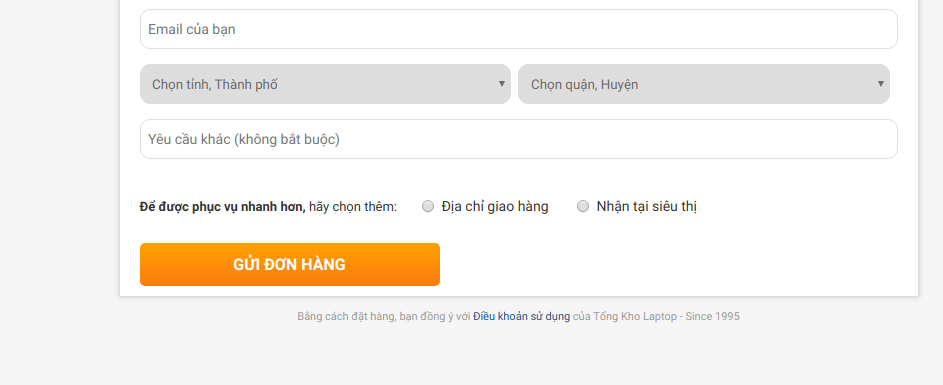 Email của bạn
Chọn tỉnh, Thành phố Chọn quận, Huyện
Yêu cầu khác (không bắt buộc)
Để được phục vụ nhanh hơn, hãy chọn thêm: Địa chỉ giao hàng Nhận tại siêu thị
GỬI ĐƠN HÀNG
Bằng cách đặt hàng, bạn đồng ý với Điều khoản sử dụng của Tổng Kho Laptop - Since 1995